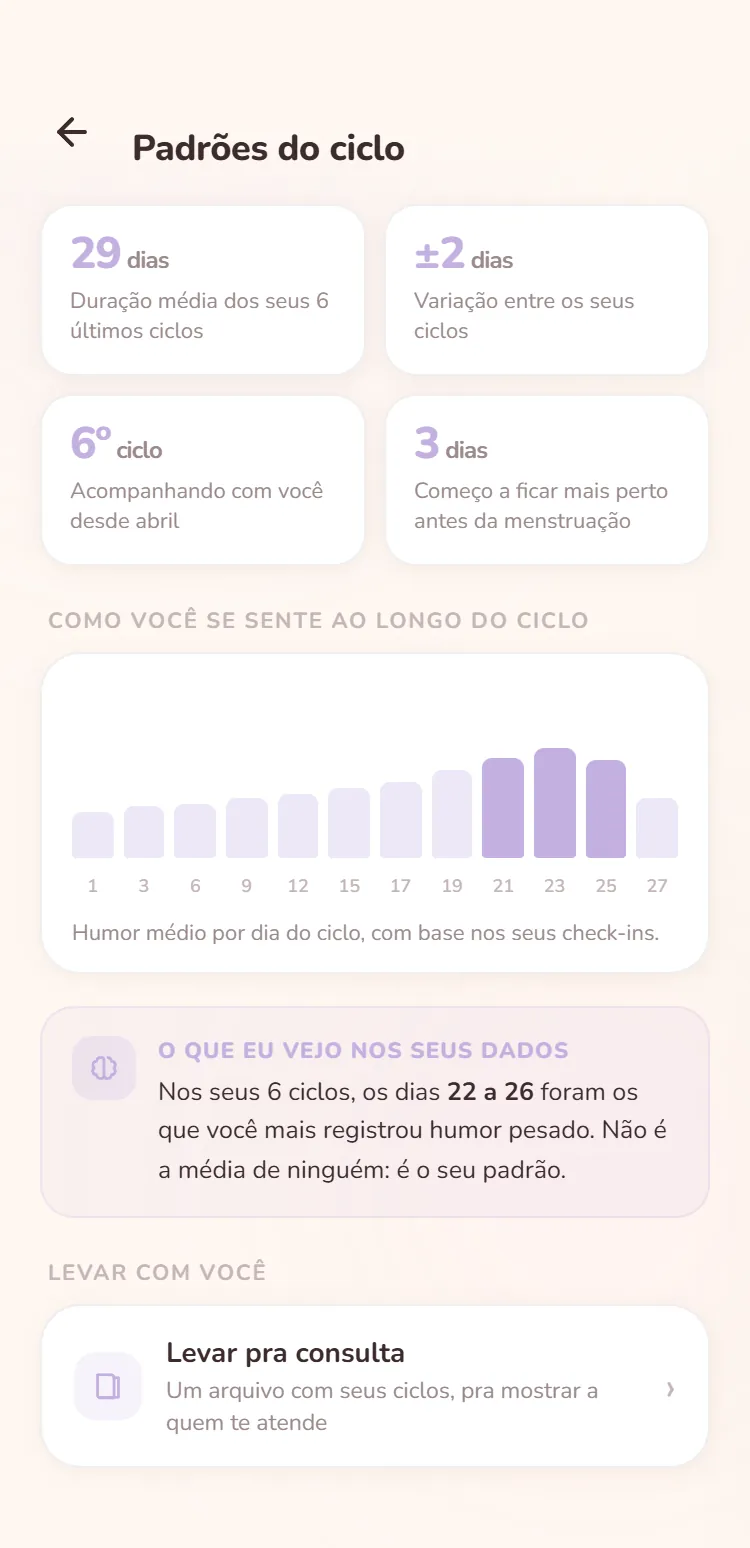 Padrões do ciclo
29 dias
Duração média dos seus 6
últimos ciclos
±2 dias
Variação entre os seus
ciclos
6º ciclo
Acompanhando com você
desde abril
3 dias
Começo a ficar mais perto
antes da menstruação
COMO VOCÊ SE SENTE AO LONGO DO CICLO
1 3 6 9 12 15 17 19 21 23 25 27
Humor médio por dia do ciclo, com base nos seus check-ins.
O QUE EU VEJO NOS SEUS DADOS
Nos seus 6 ciclos, os dias 22 a 26 foram os
que você mais registrou humor pesado. Não é
a média de ninguém: é o seu padrão.
LEVAR COM VOCÊ
Levar pra consulta
Um arquivo com seus ciclos, pra mostrar a
quem te atende